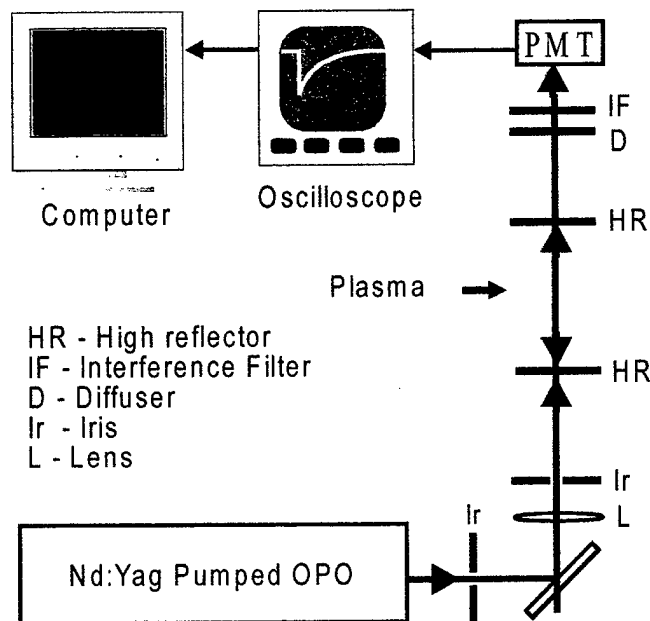 PMT
IF
D
Computer
Oscilloscope
HR
Plasma
HR - High reflector
IF - Interference Filter
D - Diffuser
Ir - Iris
L - Lens
HR
Ir
Ir
L
Nd:Yag Pumped OPO